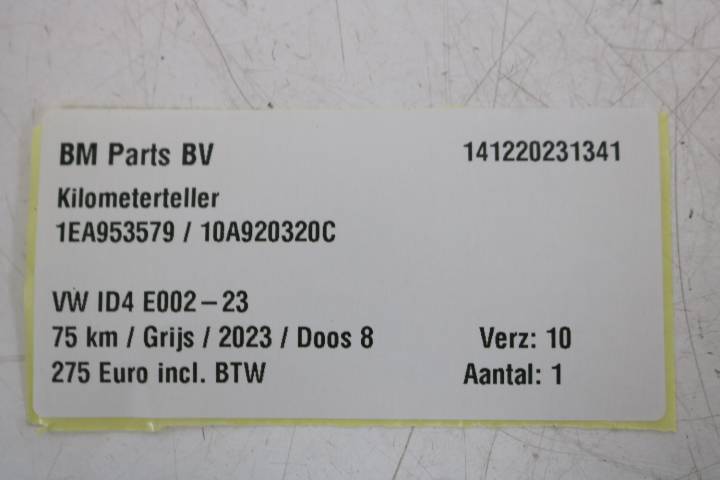 BM Parts BV 141220231341
Kilometerteller
1EA953579 / 10A920320C
VW ID4 E002-23
75 km / Grijs / 2023 / Doos 8 Verz: 10
275 Euro incl. BTW Aantal: 1